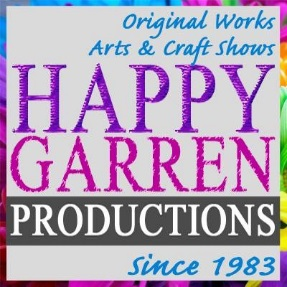 Original Works
Arts & Craft Shows
HAPPY
GARREN
PRODUCTIONS
Since 1983